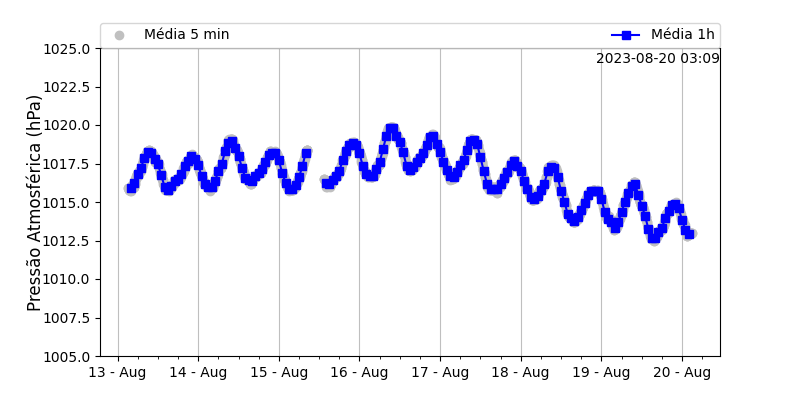 Média 5 min
Média 1h
2023-08-20 03:09
Pressão Atmosférica (hPa)
1025.0
1022.5
1020.0
1017.5
1015.0
1012.5
1010.0
1007.5
1005.0
13 - Aug
14 - Aug
15 - Aug
16 - Aug
17 - Aug
18 - Aug
19 - Aug
20 - Aug